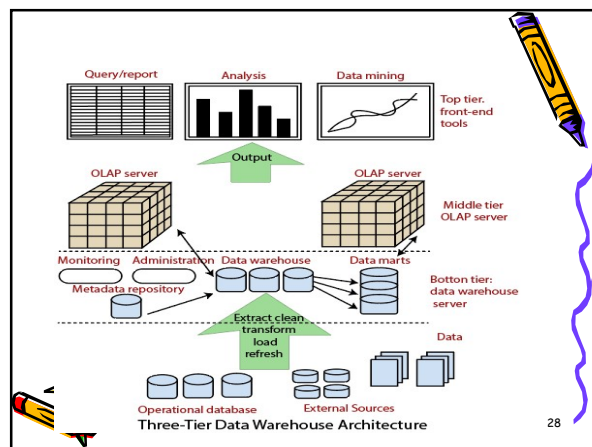 Query/report
Analysis
Data mining
Top tier.
front-end
tools
Output
OLAP server
OLAP server
Middle tier
OLAP server
Monitoring
Administration
Data warehouse
Data marts
Metadata repository
Botton tier:
data warehouse
server
Extract clean
transform
load
refresh
Data
Operational database
External Sources
Three-Tier Data Warehouse Architecture
28